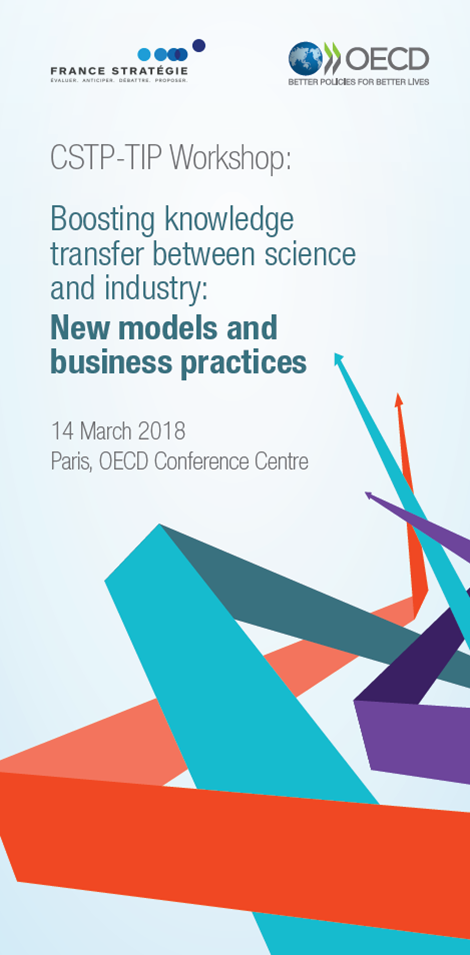 FRANCE STRATÉGIE
ÉVALUER. ANTICIPER. DÉBATTRE. PROPOSER.
OECD
BETTER POLICIES FOR BETTER LIVES
CSTP-TIP Workshop:
Boosting knowledge
transfer between science
and industry:
New models and
business practices
14 March 2018
Paris, OECD Conference Centre